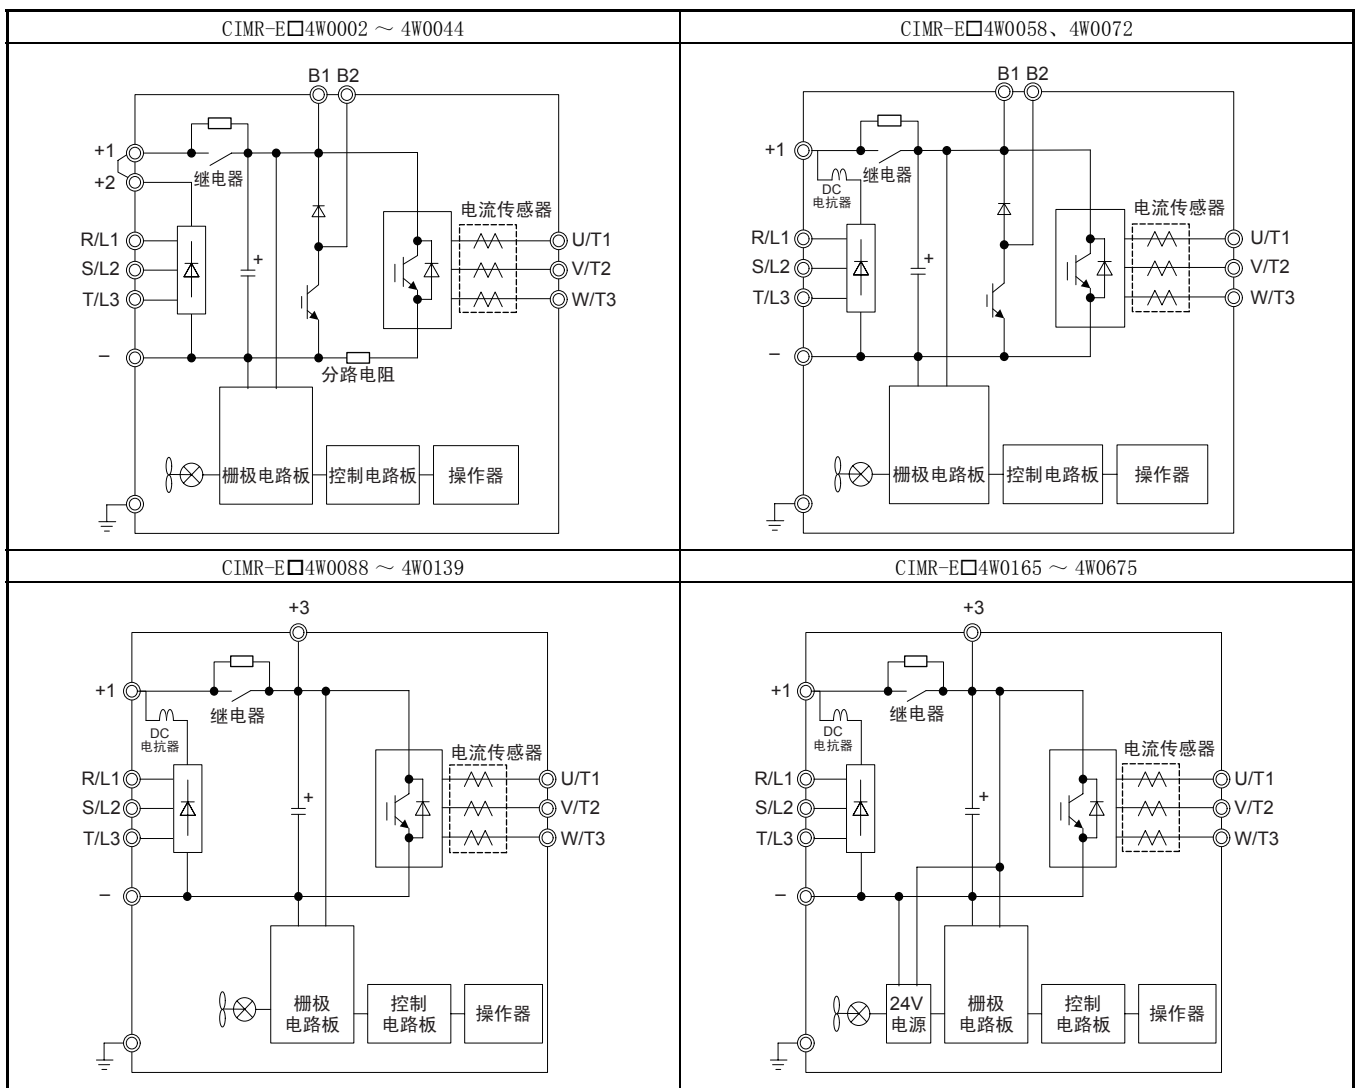 CIMR-E□4W0002 ～ 4W0044
B1 B2
+1
继电器
+2
电流传感器
R/L1
U/T1
S/L2
+
V/T2
T/L3
W/T3
−
分路电阻
栅极电路板
控制电路板
操作器
CIMR-E□4W0058、4W0072
B1 B2
+1
继电器
DC
电抗器
电流传感器
R/L1
U/T1
S/L2
+
V/T2
T/L3
W/T3
−
栅极电路板
控制电路板
操作器
CIMR-E□4W0088 ～ 4W0139
+3
+1
继电器
DC
电抗器
电流传感器
R/L1
U/T1
S/L2
+
V/T2
T/L3
W/T3
−
栅极
电路板
控制
电路板
操作器
CIMR-E□4W0165 ～ 4W0675
+3
+1
继电器
DC
电抗器
电流传感器
R/L1
U/T1
S/L2
+
V/T2
T/L3
W/T3
−
24V
电源
栅极
电路板
控制
电路板
操作器